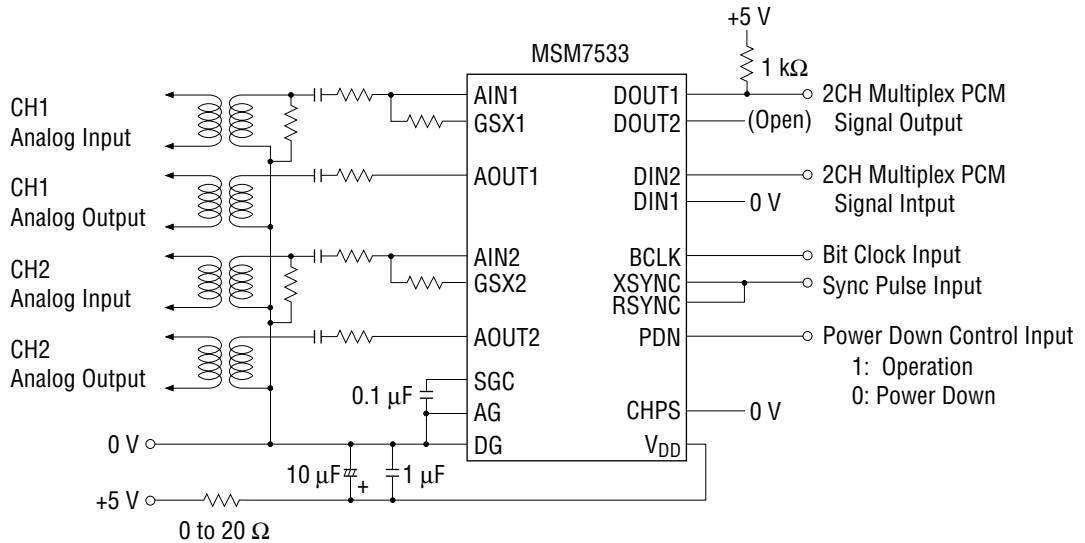 +5 V
MSM7533
1 kΩ
CH1
Analog Input
AIN1
GSX1
DOUT1
2CH Multiplex PCM
Signal Output
DOUT2
(Open)
CH1
Analog Output
AOUT1
DIN2
2CH Multiplex PCM
Signal Intput
DIN1
0 V
CH2
Analog Input
AIN2
GSX2
BCLK
Bit Clock Input
XSYNC
Sync Pulse Input
RSYNC
CH2
Analog Output
AOUT2
PDN
Power Down Control Input
1: Operation
0: Power Down
SGC
0.1 μF
AG
CHPS
0 V
0 V
DG
VDD
10 μF
+
1 μF
+5 V
0 to 20 Ω